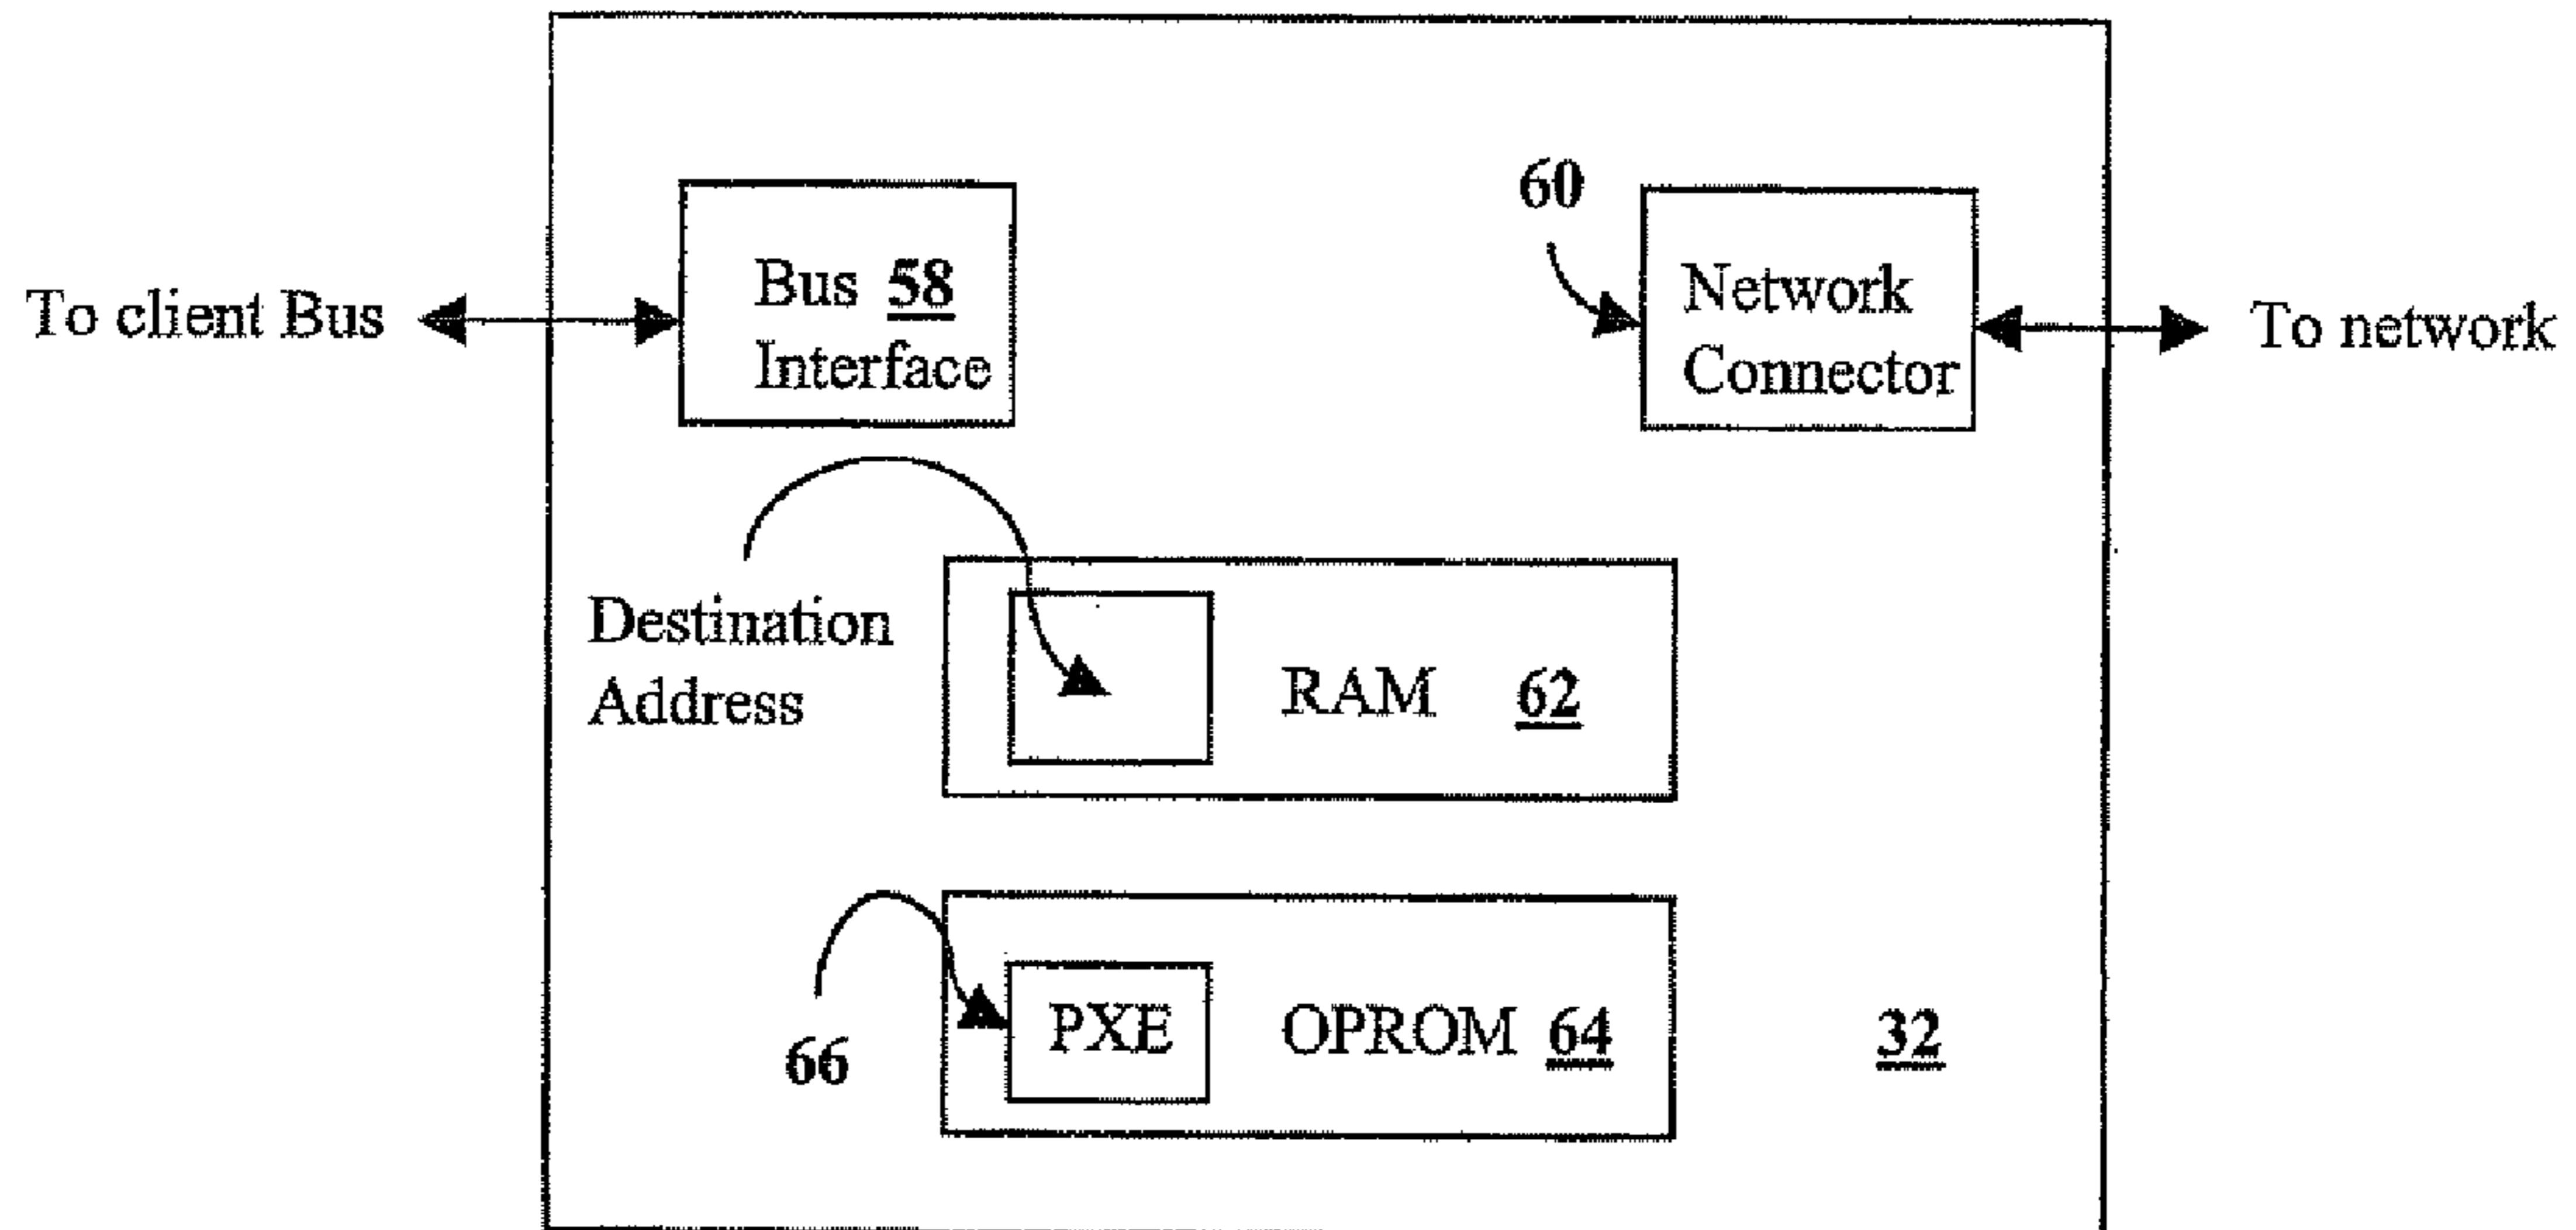 60
Bus 58
Interface
Network
Connector
To client Bus
To network
Destination
Address
RAM 62
66
PXE
OPROM 64
32